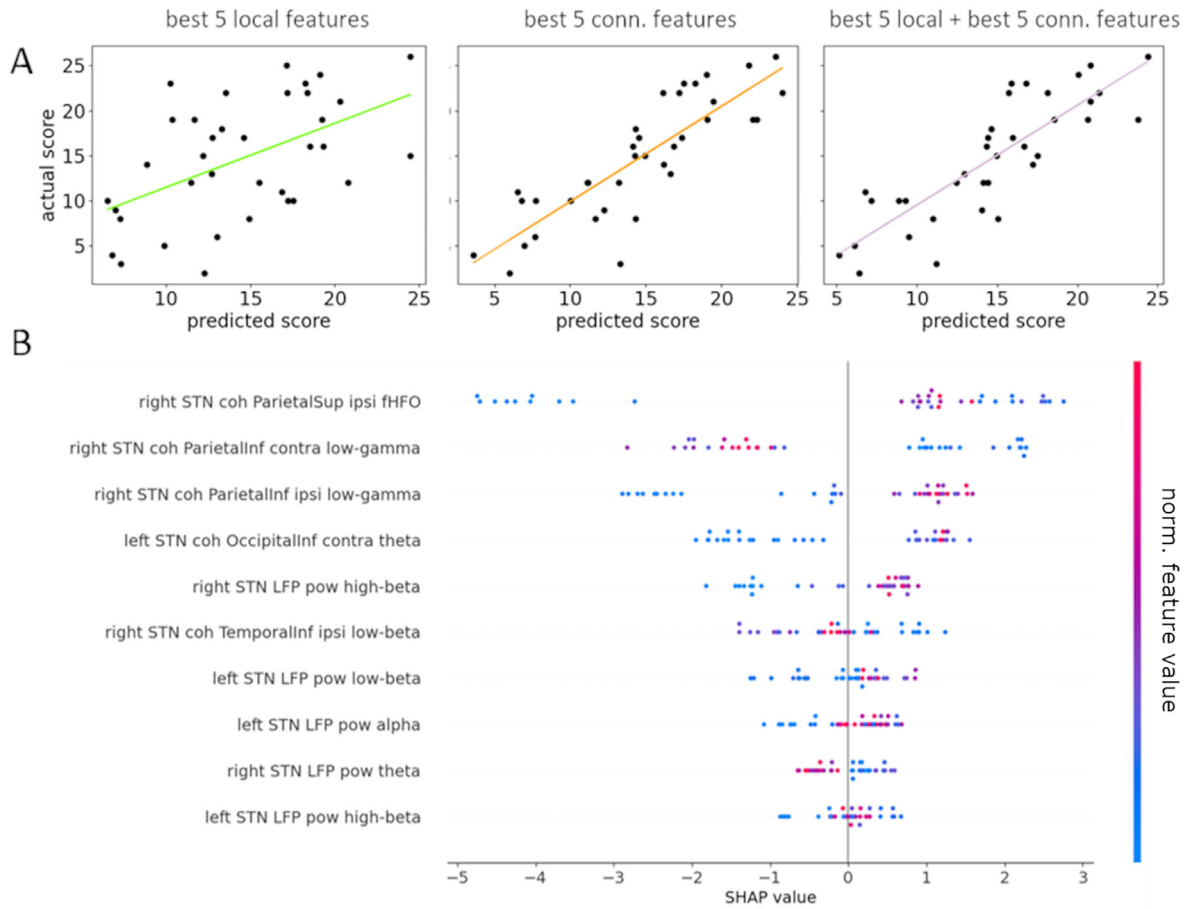 best 5 local features
best 5 conn. features
best 5 local + best 5 conn. features
A
actual score
25
20
15
10
5
10 15 20 25
5 10 15 20 25
5 10 15 20 25
predicted score
predicted score
predicted score
B
right STN coh ParietalSup ipsi fHFO
right STN coh ParietalInf contra low-gamma
right STN coh ParietalInf ipsi low-gamma
left STN coh OccipitalInf contra theta
right STN LFP pow high-beta
right STN coh TemporalInf ipsi low-beta
left STN LFP pow low-beta
left STN LFP pow alpha
right STN LFP pow theta
left STN LFP pow high-beta
−5 −4 −3 −2 −1 0 1 2 3
SHAP value
norm. feature value